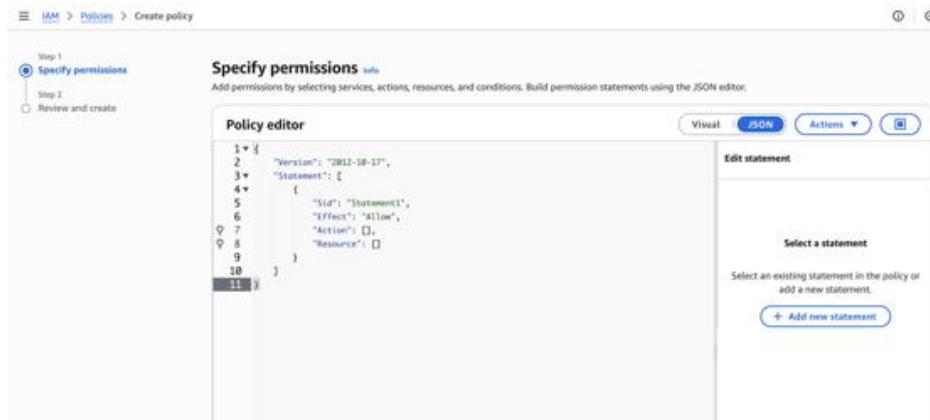 IAM > Policies > Create policy
Step 1
Specify permissions
Step 2
Review and create
Specify permissions Info
Add permissions by selecting services, actions, resources, and conditions. Build permission statements using the JSON editor.
Policy editor
Visual JSON Actions
1 {
2 "Version": "2012-10-17",
3 "Statement": [
4 {
5 "Sid": "Statement1",
6 "Effect": "Allow",
7 "Action": [],
8 "Resource": []
9 }
10 ]
11 }
Edit statement
Select a statement
Select an existing statement in the policy or
add a new statement.
+ Add new statement